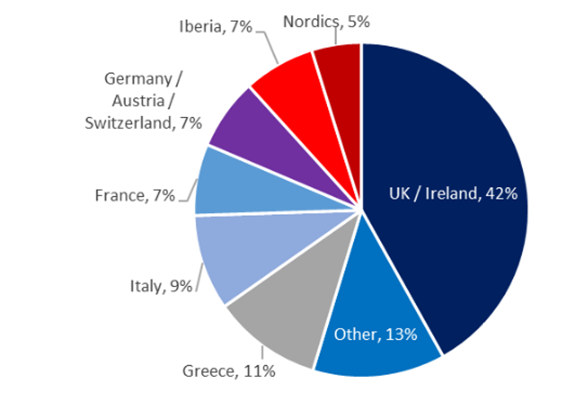 Nordics, 5%
Iberia, 7%
Germany /
Austria /
Switzerland, 7%
UK / Ireland, 42%
France, 7%
Italy, 9%
Other, 13%
Greece, 11%